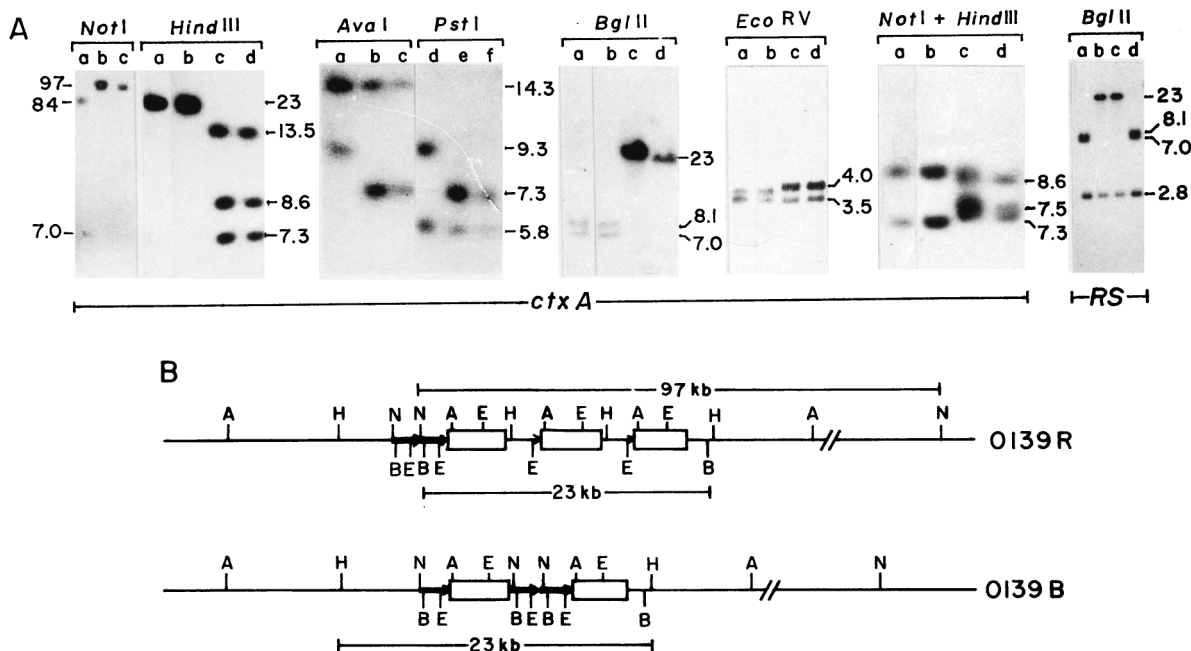 A
NotI HindIII AvaI PstI BglII EcoRV NotI + HindIII BglII
a b c a b c d a b c d e f a b c d a b c d a b c d a b c d
97 84 7.0
23 13.5 8.6 7.3
14.3 9.3 7.3 5.8
23 8.1 7.0
4.0 3.5
8.6 7.5 7.3
23 8.1 7.0 2.8
ctxA RS
B
97 kb
A H N N A E H A E H A E H A N
O139R
B E B E E E B
23 kb
A H N A E N N A E H A N
O139B
B E B E B E B
23 kb